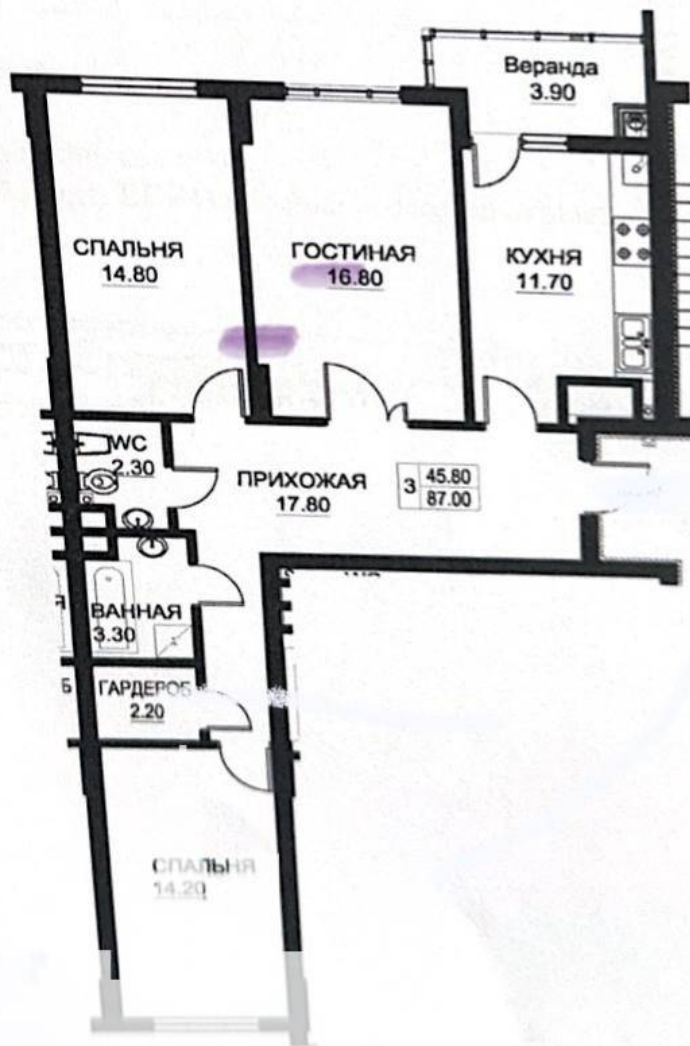 Веранда
3.90
СПАЛЬНЯ
14.80
ГОСТИНАЯ
16.80
КУХНЯ
11.70
WC
2.30
ПРИХОЖАЯ
17.80
3 45.80
87.00
ВАННАЯ
3.30
Б
ГАРДЕРОБ
2.20
СПАЛЬНЯ
14.20